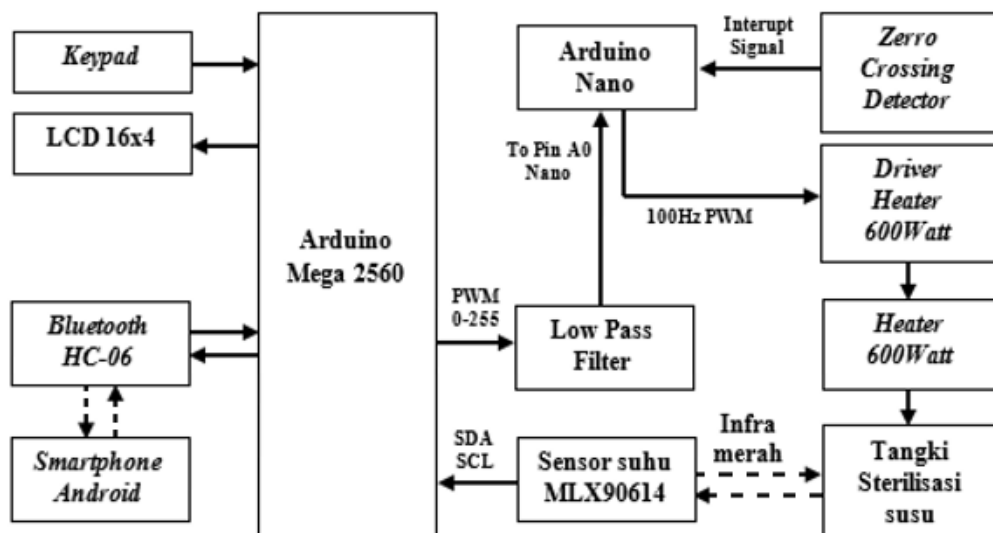 Keypad
LCD 16x4
Bluetooth
HC-06
Smartphone
Android
Arduino
Mega 2560
PWM
0-255
SDA
SCL
Arduino
Nano
To Pin A0
Nano
100Hz PWM
Low Pass
Filter
Sensor suhu
MLX90614
Interupt
Signal
Infra
merah
Zerro
Crossing
Detector
Driver
Heater
600Watt
Heater
600Watt
Tangki
Sterilisasi
susu